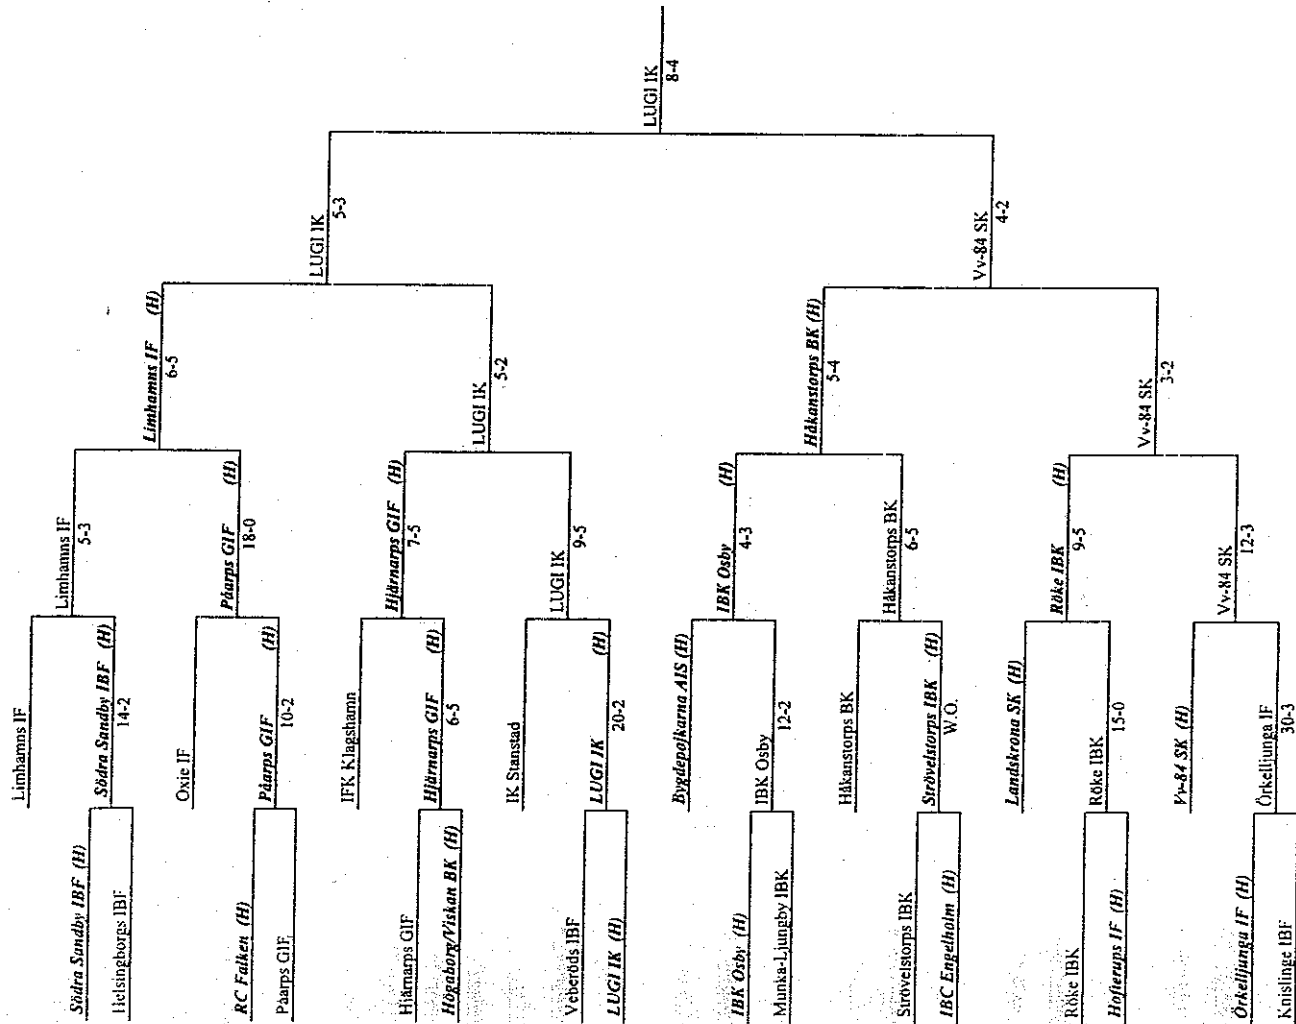 Södra Sandby IBF (H)
Helsingborgs IBF
RC Falken (H)
Påarps GIF
Hjärnarps GIF
Högaborg/Viskan BK (H)
Veberöds IBF
LUGI IK (H)
IBK Osby (H)
Munka-Ljungby IBK
Strövelstorps IBK
IBC Engelholm (H)
Röke IBK
Hofterups IF (H)
Örkelljunga IF (H)
Knislinge IBF
Limhamns IF
Södra Sandby IBF (H)
14-2
Oxie IF
Påarps GIF (H)
10-2
IFK Klagshamn
Hjärnarps GIF (H)
6-5
IK Stanstad
LUGI IK (H)
20-2
Bygdepojkarna AIS (H)
IBK Osby
12-2
Håkanstorps BK
Strövelstorps IBK (H)
W.O.
Landskrona SK (H)
Röke IBK
15-0
Vv-84 SK (H)
Örkelljunga IF
30-3
Limhamns IF
5-3
Påarps GIF (H)
18-0
Hjärnarps GIF (H)
7-5
LUGI IK
9-5
IBK Osby (H)
4-3
Håkanstorps BK
6-5
Röke IBK (H)
9-5
Vv-84 SK
12-3
Limhamns IF (H)
6-5
LUGI IK
5-2
Håkanstorps BK (H)
5-4
Vv-84 SK
3-2
LUGI IK
5-3
Vv-84 SK
4-2
LUGI IK
8-4